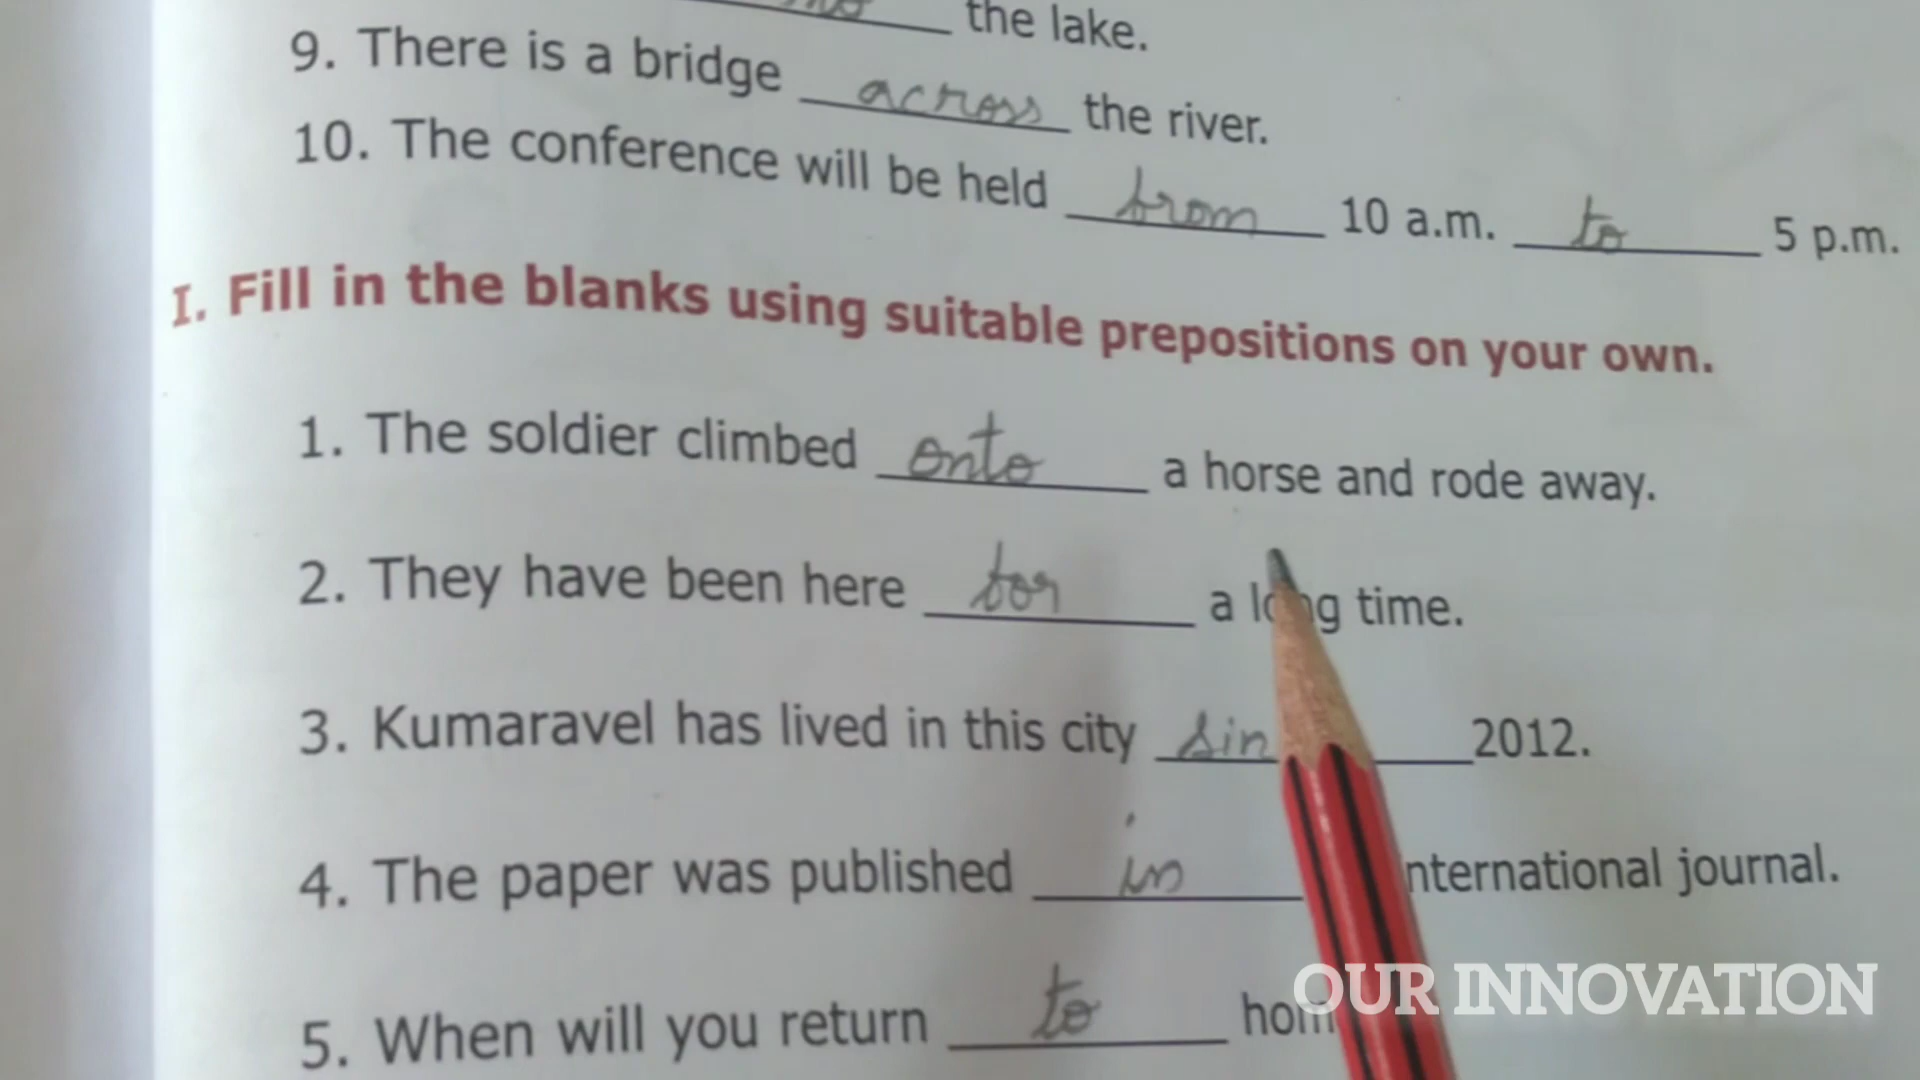 the lake.
9. There is a bridge across the river.
10. The conference will be held from 10 a.m. to 5 p.m.
I. Fill in the blanks using suitable prepositions on your own.
1. The soldier climbed onto a horse and rode away.
2. They have been here for a long time.
3. Kumaravel has lived in this city sin 2012.
4. The paper was published in nternational journal.
5. When will you return to hom
OUR INNOVATION